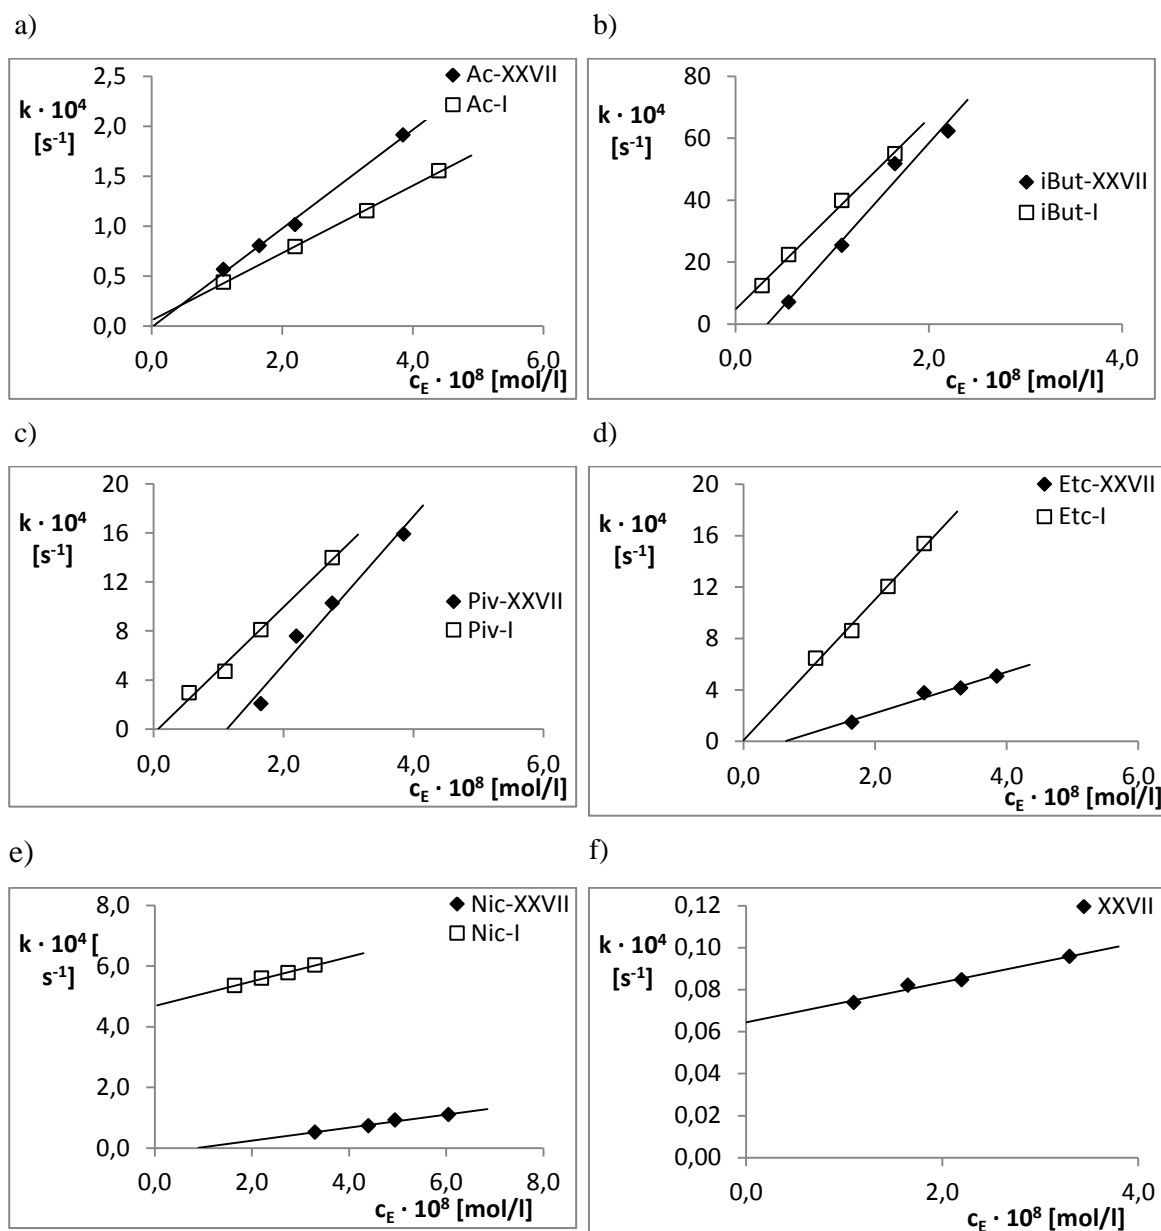 a)
b)
2,5
2,0
1,5
1,0
0,5
0,0
0,0
2,0
4,0
6,0
k · 10⁴
[s⁻¹]
c_E · 10⁸ [mol/l]
Ac-XXVII
Ac-I
80
60
40
20
0
0,0
2,0
4,0
k · 10⁴
[s⁻¹]
c_E · 10⁸ [mol/l]
iBut-XXVII
iBut-I
c)
d)
20
16
12
8
4
0
0,0
2,0
4,0
6,0
k · 10⁴
[s⁻¹]
c_E · 10⁸ [mol/l]
Piv-XXVII
Piv-I
20
16
12
8
4
0
0,0
2,0
4,0
6,0
k · 10⁴
[s⁻¹]
c_E · 10⁸ [mol/l]
Etc-XXVII
Etc-I
e)
f)
8,0
6,0
4,0
2,0
0,0
0,0
2,0
4,0
6,0
8,0
k · 10⁴ [
s⁻¹]
c_E · 10⁸ [mol/l]
Nic-XXVII
Nic-I
0,12
0,10
0,08
0,06
0,04
0,02
0,00
0,0
2,0
4,0
k · 10⁴
[s⁻¹]
c_E · 10⁸ [mol/l]
XXVII